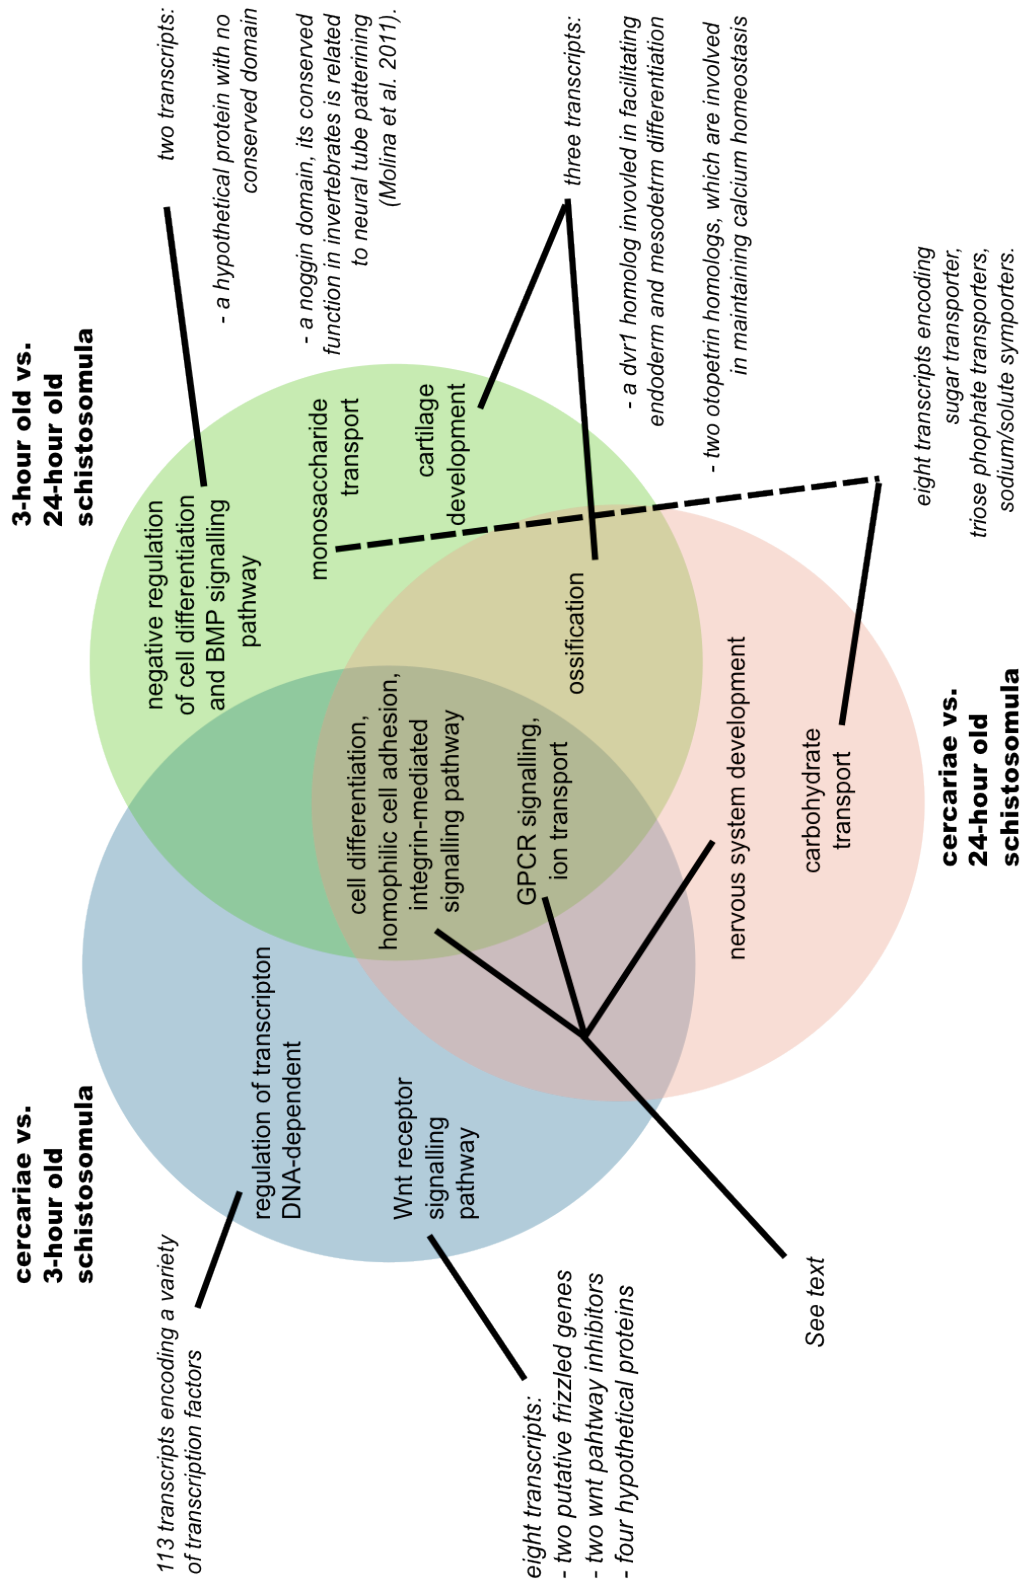 cercariae vs.
3-hour old
schistosomula
3-hour old vs.
24-hour old
schistosomula
113 transcripts encoding a variety
of transcription factors
regulation of transcripton
DNA-dependent
negative regulation
of cell differentiation
and BMP signalling
pathway
two transcripts:
- a hypothetical protein with no
conserved domain
- a noggin domain, its conserved
function in invertebrates is related
to neural tube patterining
(Molina et al. 2011).
Wnt receptor
signalling
pathway
cell differentiation,
homophilic cell adhesion,
integrin-mediated
signalling pathway
monosaccharide
transport
cartilage
development
eight transcripts:
- two putative frizzled genes
- two wnt pahtway inhibitors
- four hypothetical proteins
GPCR signalling,
ion transport
ossification
three transcripts:
- a dvr1 homolog invovled in facilitating
endoderm and mesodetrm differentiation
- two otopetrin homologs, which are involved
in maintaining calcium homeostasis
nervous system development
carbohydrate
transport
See text
eight transcripts encoding
sugar transporter,
triose phophate transporters,
sodium/solute symporters.
cercariae vs.
24-hour old
schistosomula